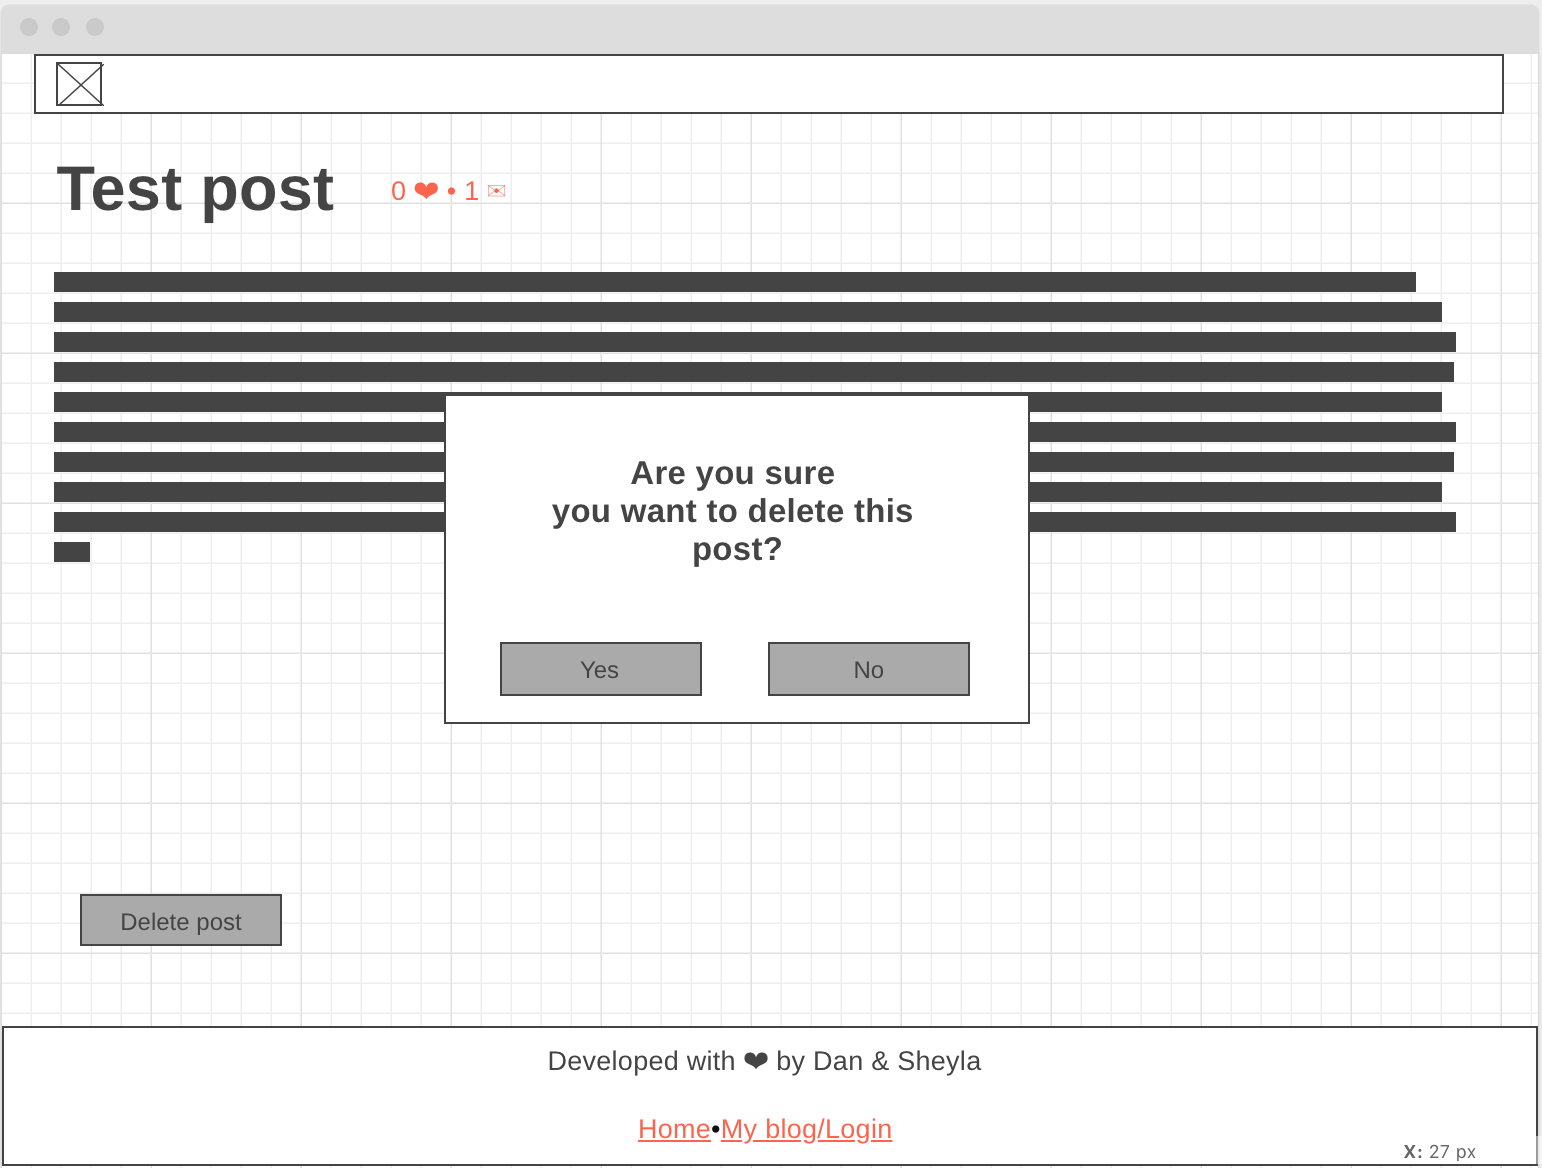 Test post 0 ❤ • 1 ✉
Are you sure
you want to delete this
post?
Yes No
Delete post
Developed with ❤ by Dan & Sheyla
Home•My blog/Login
X: 27 px